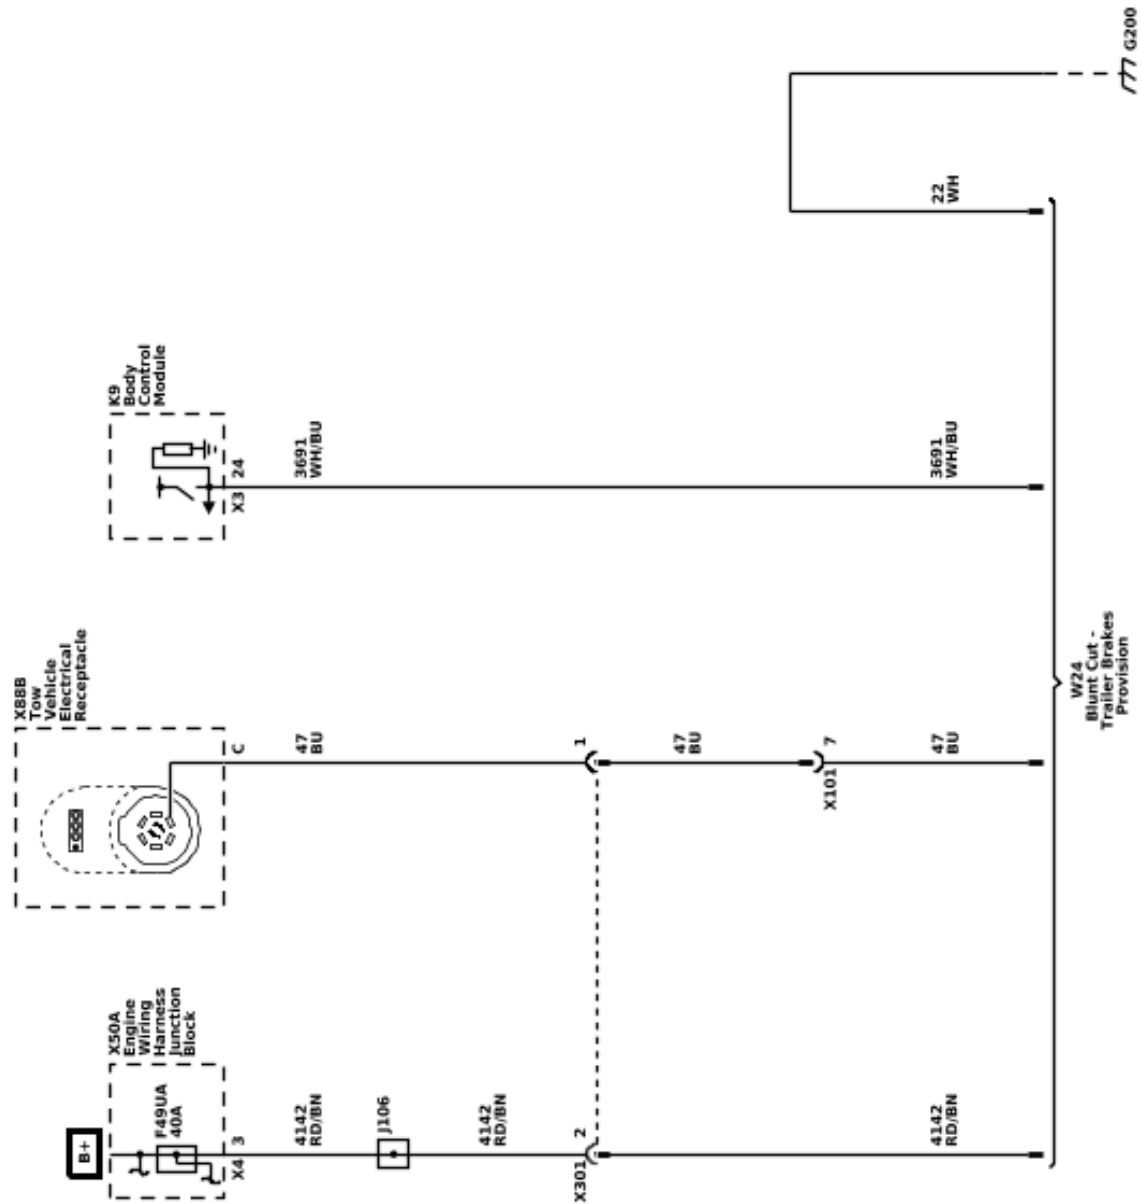 B+
X50A
Engine
Wiring
Harness
Junction
Block
F49UA
40A
X4
3
4142
RD/BN
J106
4142
RD/BN
X301
2
4142
RD/BN
X88B
Tow
Vehicle
Electrical
Receptacle
C
47
BU
1
47
BU
X101
7
47
BU
K9
Body
Control
Module
X3
24
3691
WH/BU
3691
WH/BU
22
WH
G200
W24
Blunt Cut -
Trailer Brakes
Provision